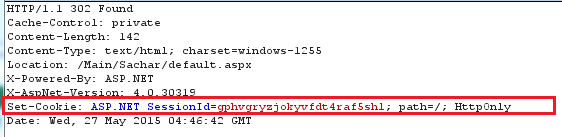 HTTP/1.1 302 Found
Cache-Control: private
Content-Length: 142
Content-Type: text/html; charset=windows-1255
Location: /Main/Sachar/default.aspx
X-Powered-By: ASP.NET
X-AspNet-Version: 4.0.30319
Set-Cookie: ASP.NET_SessionId=gphvgryzjokyvfdt4raf5shl; path=/; HttpOnly
Date: Wed, 27 May 2015 04:46:42 GMT